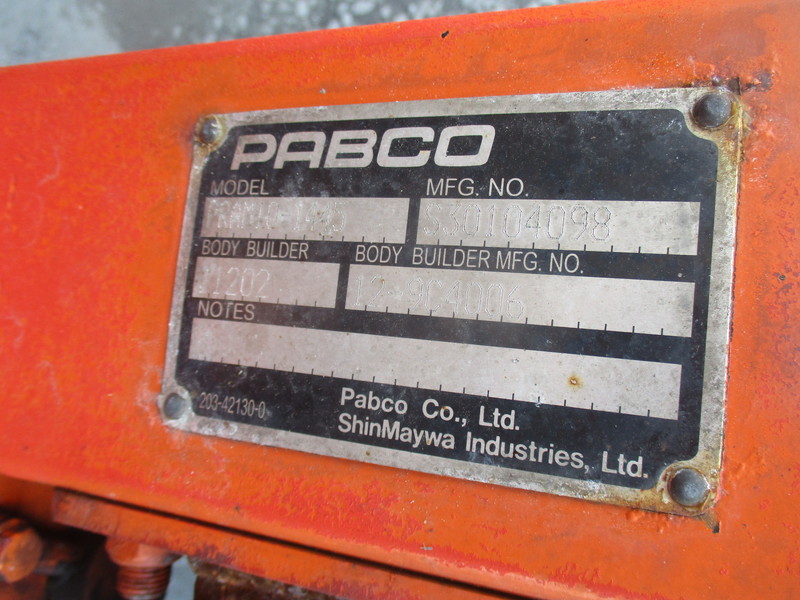 PABCO
MODEL MFG. NO.
S30104098
BODY BUILDER BODY BUILDER MFG. NO.
NOTES
203-42130-0
Pabco Co., Ltd.
ShinMaywa Industries, Ltd.